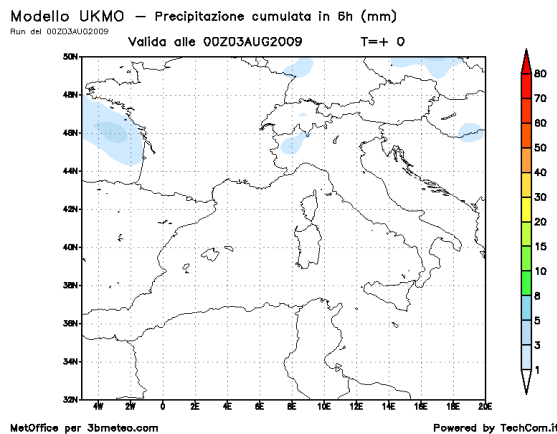 Modello UKMO – Precipitazione cumulata in 6h (mm)
Run del 00Z03AUG2009
Valida alle 00Z03AUG2009 T=+ 0
50N
48N
46N
44N
42N
40N
38N
36N
34N
32N
4W 2W 0 2E 4E 6E 8E 10E 12E 14E 16E 18E 20E
80
70
60
50
40
30
20
15
10
8
5
3
1
MetOffice per 3bmeteo.com
Powered by TechCom.it